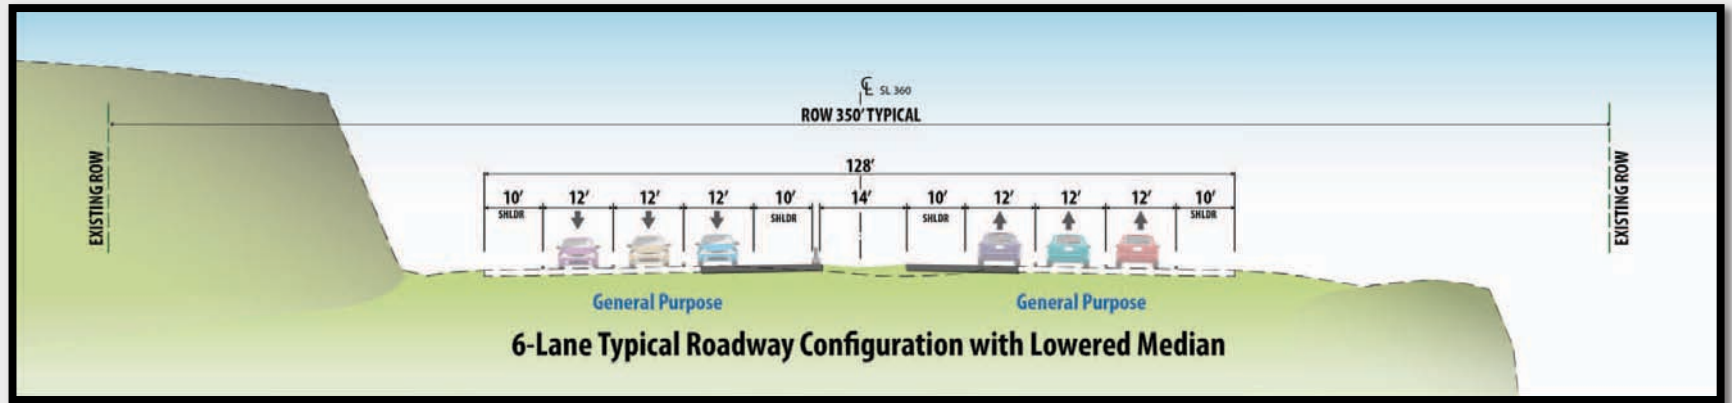 ℄ SL 360
ROW 350' TYPICAL
EXISTING ROW
EXISTING ROW
128'
10' 12' 12' 12' 10' 14' 10' 12' 12' 12' 10'
SHLDR SHLDR SHLDR SHLDR
General Purpose General Purpose
6-Lane Typical Roadway Configuration with Lowered Median